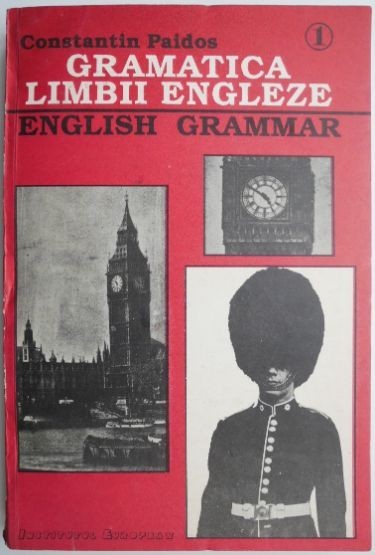 Constantin Paidos ①
GRAMATICA
LIMBII ENGLEZE
ENGLISH GRAMMAR
INSTITUTUL EUROPEAN